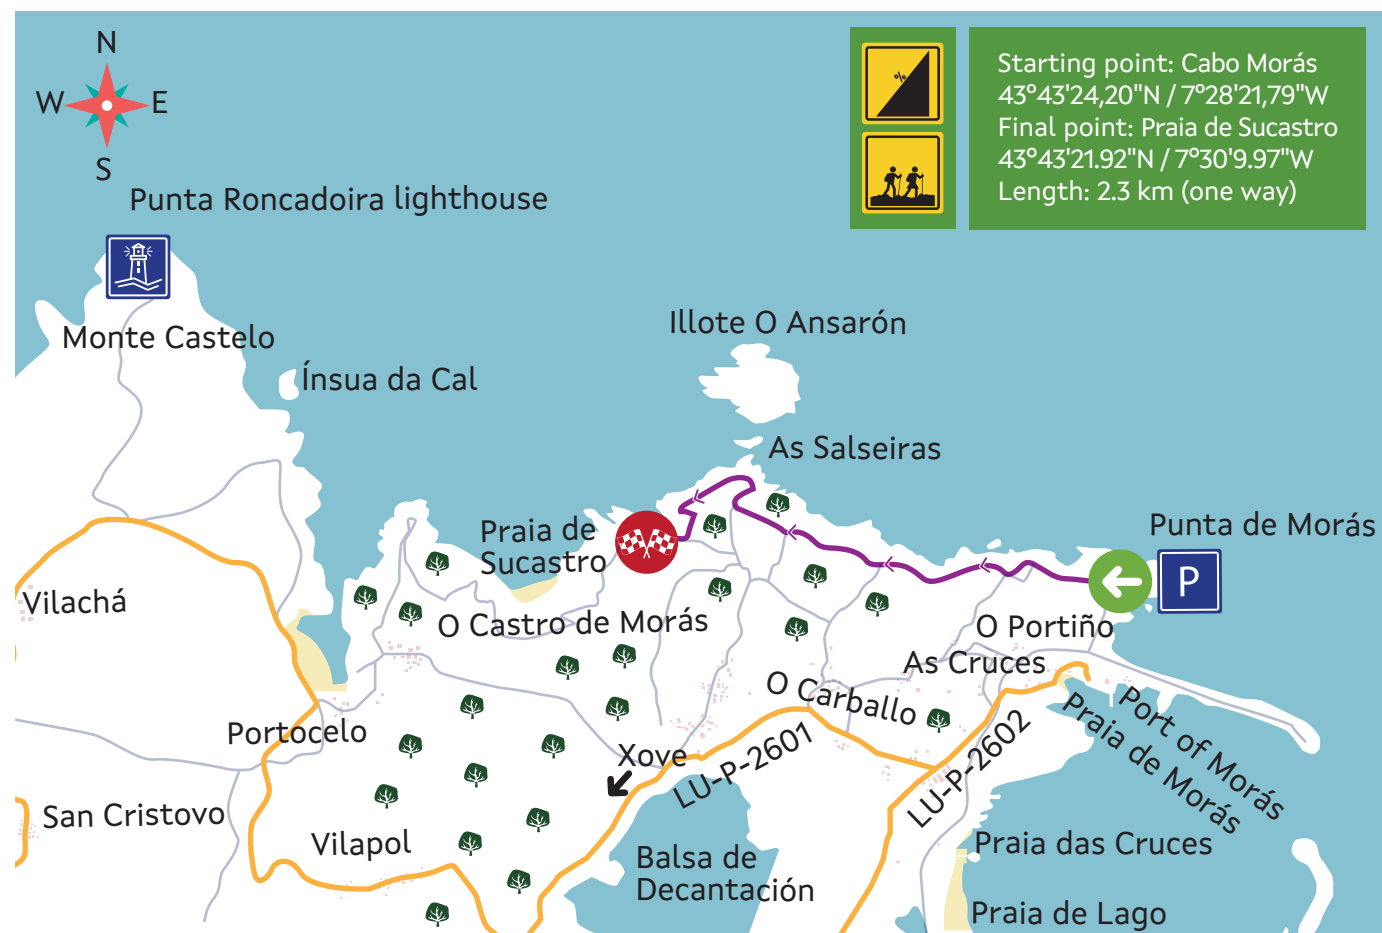 N
W
E
S
%
Starting point: Cabo Morás
43°43'24,20"N / 7°28'21,79"W
Final point: Praia de Sucastro
43°43'21.92"N / 7°30'9.97"W
Length: 2.3 km (one way)
Punta Roncadoira lighthouse
Monte Castelo
Illote O Ansarón
Ínsua da Cal
As Salseiras
Praia de
Sucastro
Punta de Morás
P
Vilachá
O Castro de Morás
O Portiño
As Cruces
O Carballo
Portocelo
Xove
LU-P-2601
LU-P-2602
Port of Morás
Praia de Morás
San Cristovo
Vilapol
Balsa de
Decantación
Praia das Cruces
Praia de Lago